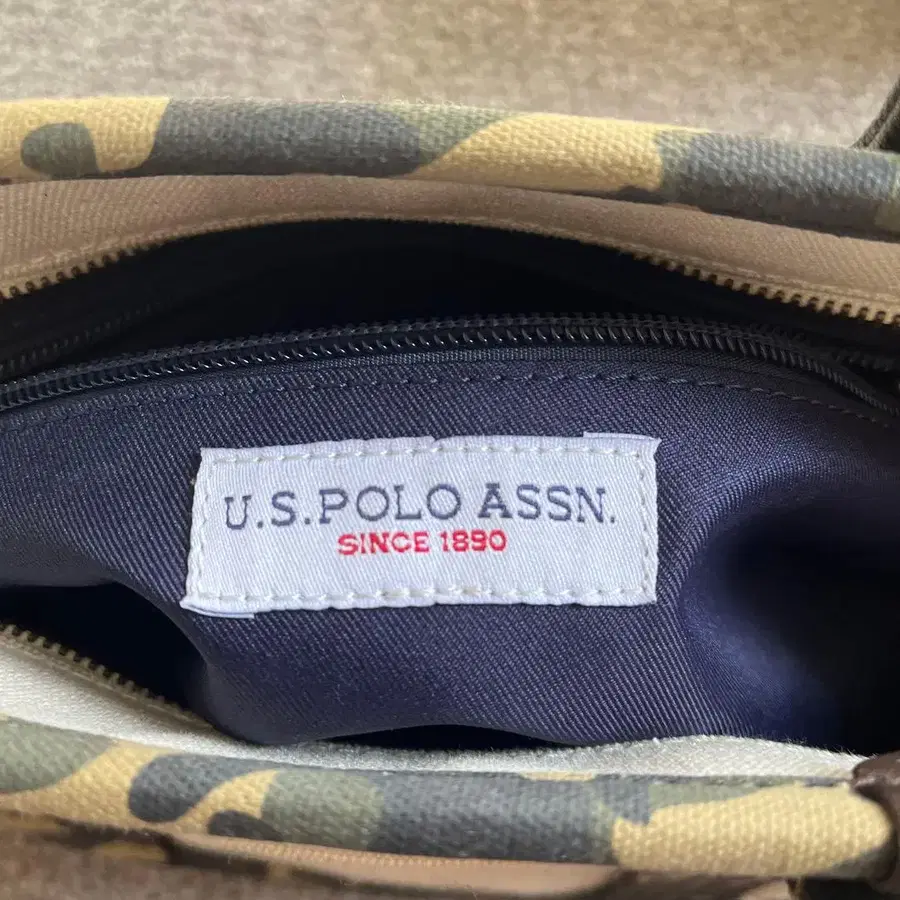 U.S. POLO ASSN.
SINCE 1890